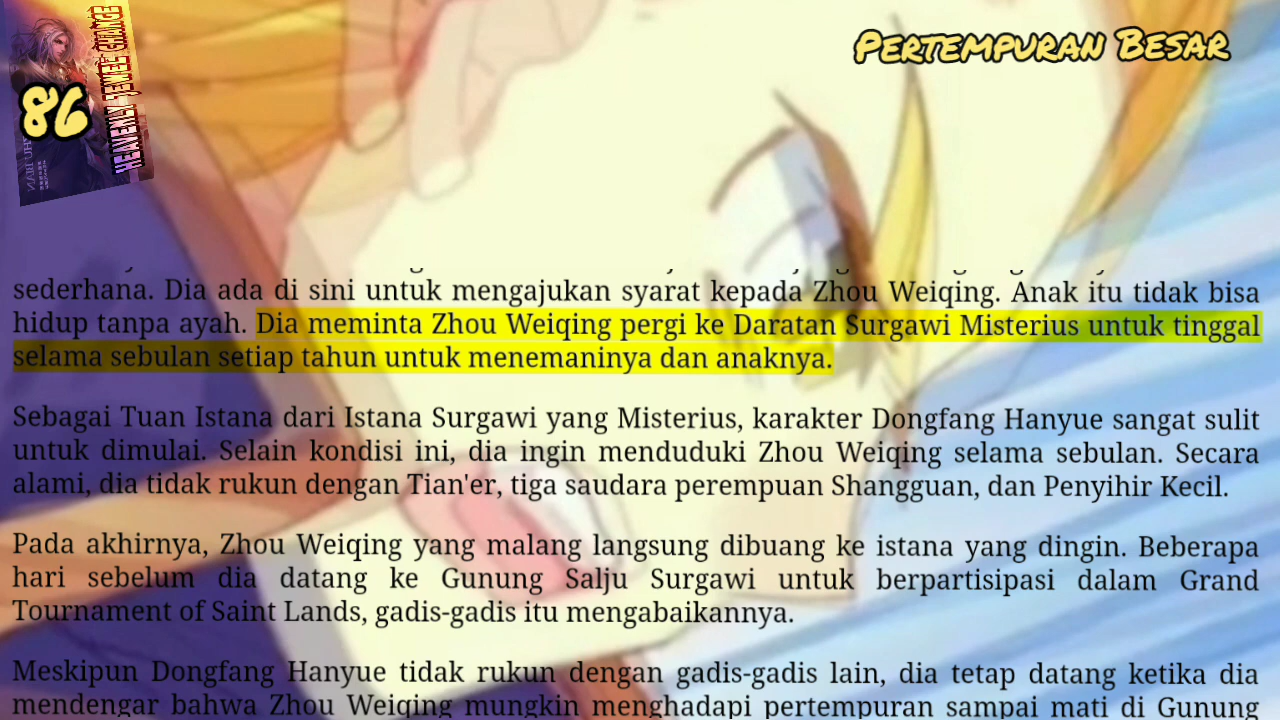 HEAVENLY JEWEL CHANGE
86
PERTEMPURAN BESAR
sederhana. Dia ada di sini untuk mengajukan syarat kepada Zhou Weiqing. Anak itu tidak bisa
hidup tanpa ayah. Dia meminta Zhou Weiqing pergi ke Daratan Surgawi Misterius untuk tinggal
selama sebulan setiap tahun untuk menemaninya dan anaknya.
Sebagai Tuan Istana dari Istana Surgawi yang Misterius, karakter Dongfang Hanyue sangat sulit
untuk dimulai. Selain kondisi ini, dia ingin menduduki Zhou Weiqing selama sebulan. Secara
alami, dia tidak rukun dengan Tian'er, tiga saudara perempuan Shangguan, dan Penyihir Kecil.
Pada akhirnya, Zhou Weiqing yang malang langsung dibuang ke istana yang dingin. Beberapa
hari sebelum dia datang ke Gunung Salju Surgawi untuk berpartisipasi dalam Grand
Tournament of Saint Lands, gadis-gadis itu mengabaikannya.
Meskipun Dongfang Hanyue tidak rukun dengan gadis-gadis lain, dia tetap datang ketika dia
mendengar bahwa Zhou Weiqing mungkin menghadapi pertempuran sampai mati di Gunung